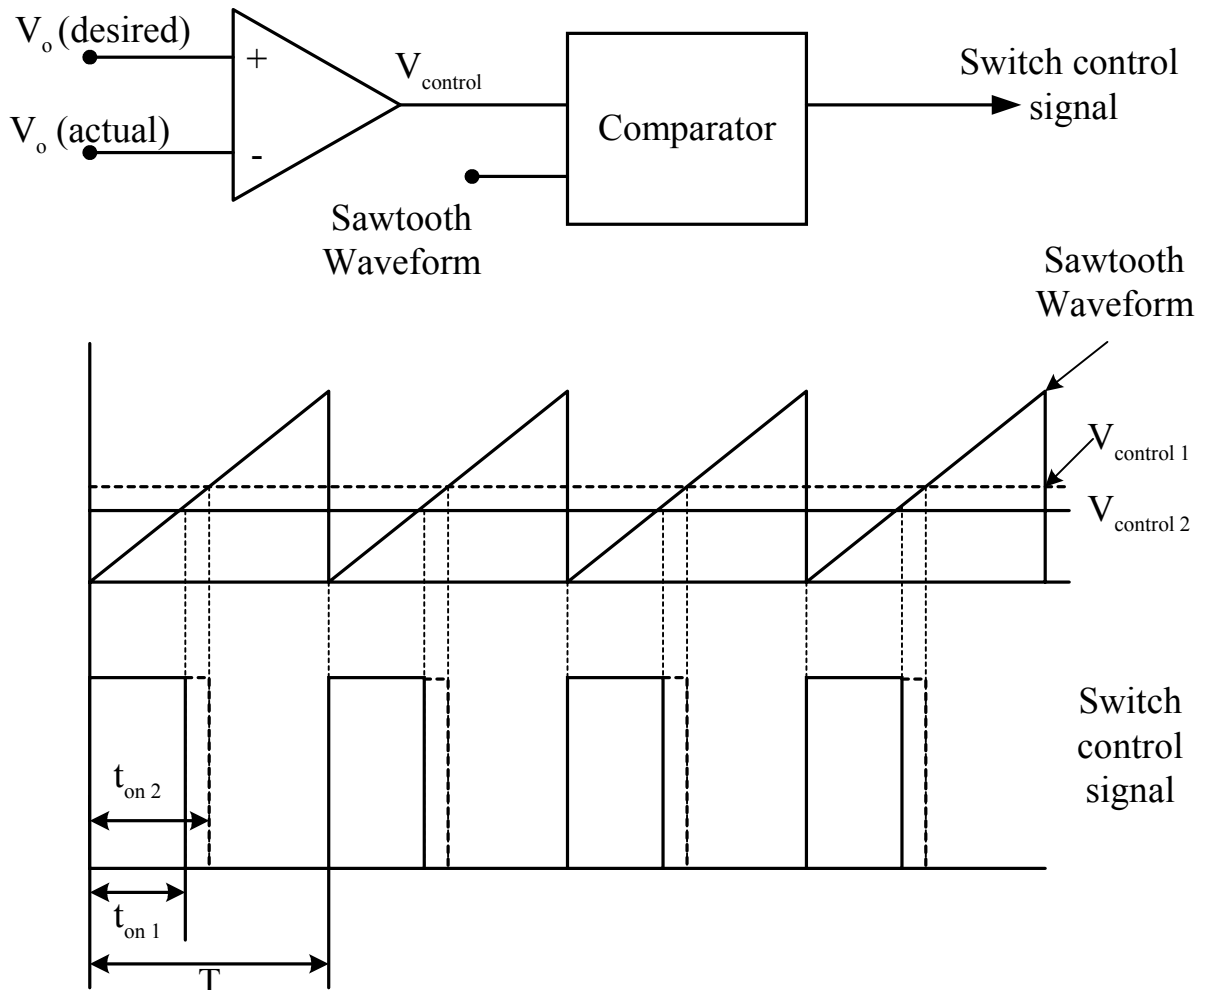 V_o (desired)
+
V_control
Switch control
signal
V_o (actual)
-
Comparator
Sawtooth
Waveform
Sawtooth
Waveform
V_control 1
V_control 2
Switch
control
signal
t_on 2
t_on 1
T